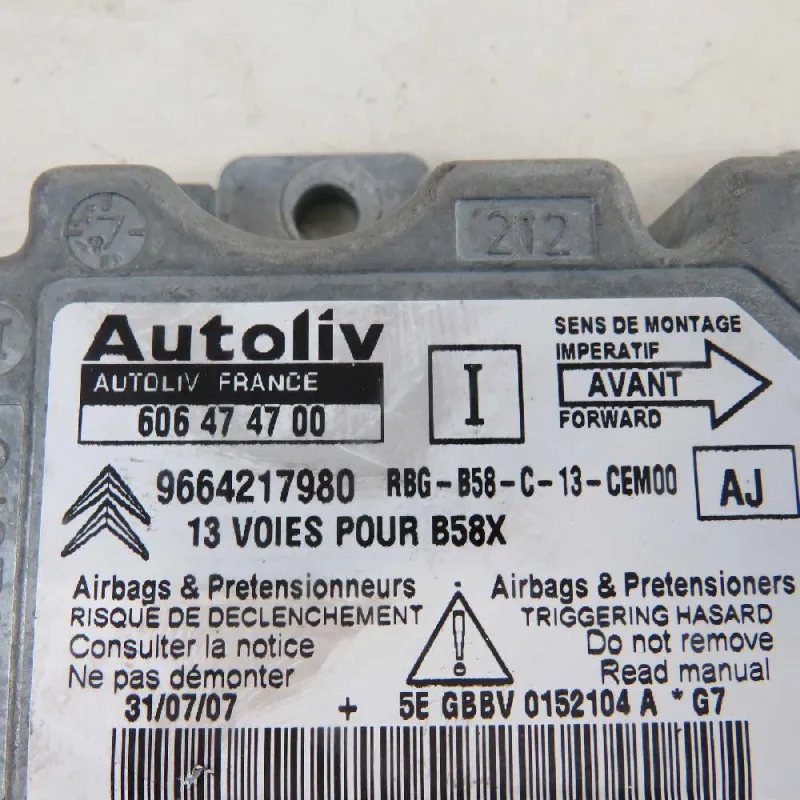 212
Autoliv
AUTOLIV FRANCE
606 47 47 00
I
SENS DE MONTAGE
IMPERATIF
AVANT
FORWARD
9664217980 RBG-B58-C-13-CEM00
AJ
13 VOIES POUR B58X
Airbags & Pretensionneurs
RISQUE DE DECLENCHEMENT
Consulter la notice
Ne pas démonter
!
Airbags & Pretensioners
TRIGGERING HASARD
Do not remove
Read manual
31/07/07 + 5E GBBV 0152104 A * G7